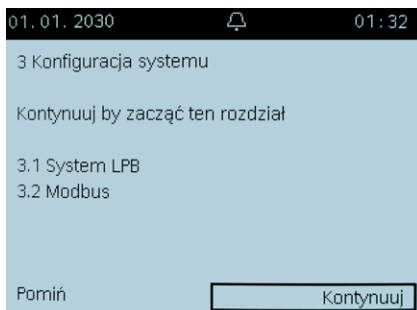 01. 01. 2030 01:32
3 Konfiguracja systemu
Kontynuuj by zacząć ten rozdział
3.1 System LPB
3.2 Modbus
Pomiń Kontynuuj